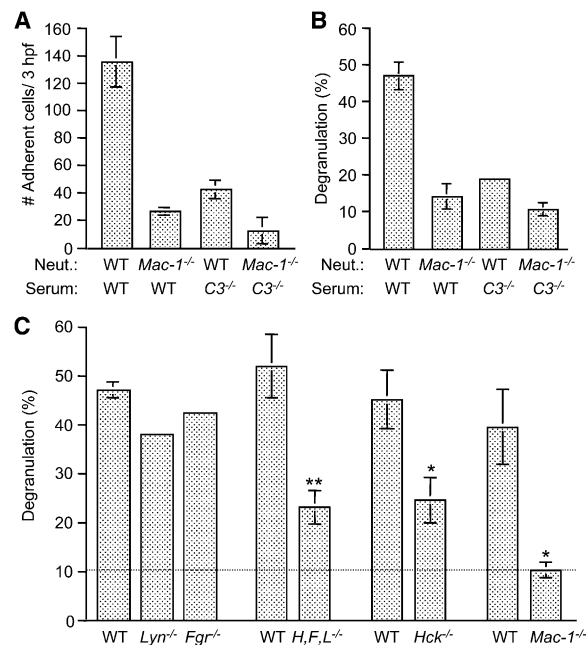 A
160
140
120
100
80
60
40
20
0
# Adherent cells/ 3 hpf
Neut.: WT Mac-1-/- WT Mac-1-/-
Serum: WT WT C3-/- C3-/-
B
60
50
40
30
20
10
0
Degranulation (%)
Neut.: WT Mac-1-/- WT Mac-1-/-
Serum: WT WT C3-/- C3-/-
C
60
50
40
30
20
10
0
Degranulation (%)
**
*
*
WT Lyn-/- Fgr-/- WT H,F,L-/- WT Hck-/- WT Mac-1-/-